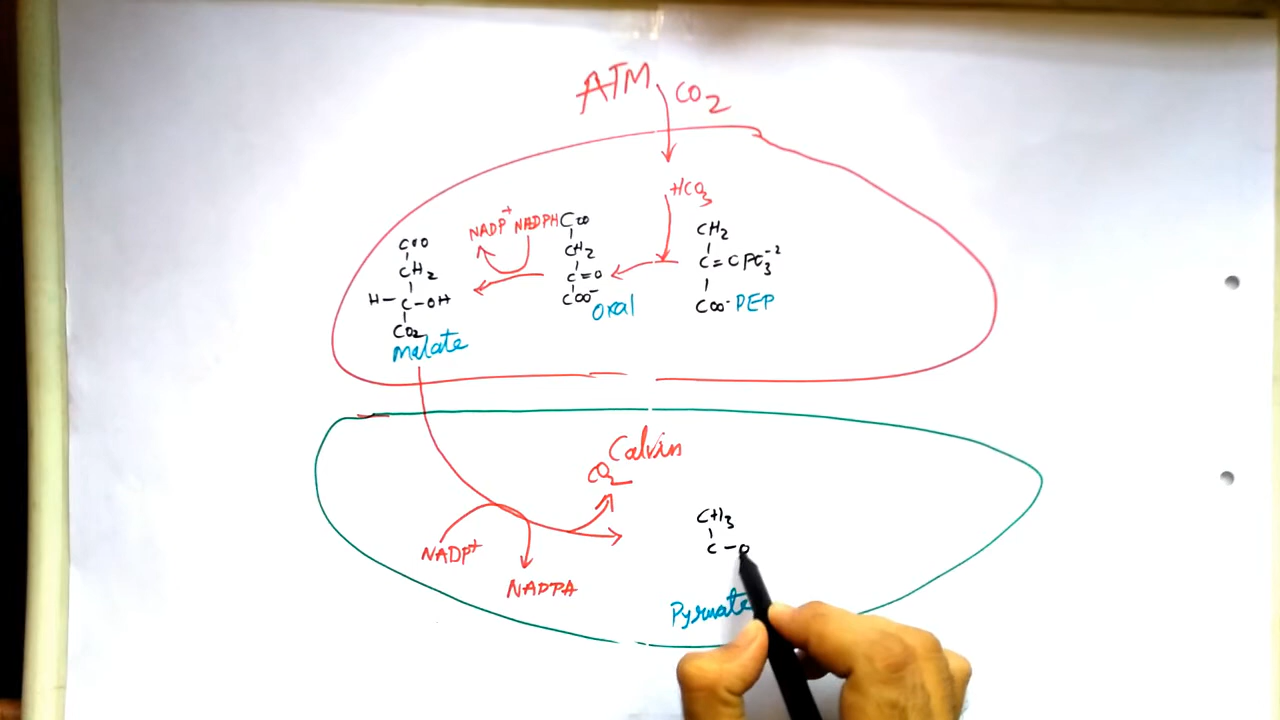 ATM CO2
HCO3
NADP+ NADPH
COO
CH2
C=O
COO-
Oxal
CH2
C=CPO3-2
COO- PEP
COO
CH2
H-C-OH
CO2
Malate
Calvin
CO2
NADP+
NADPA
CH3
C-O
Pyruvate